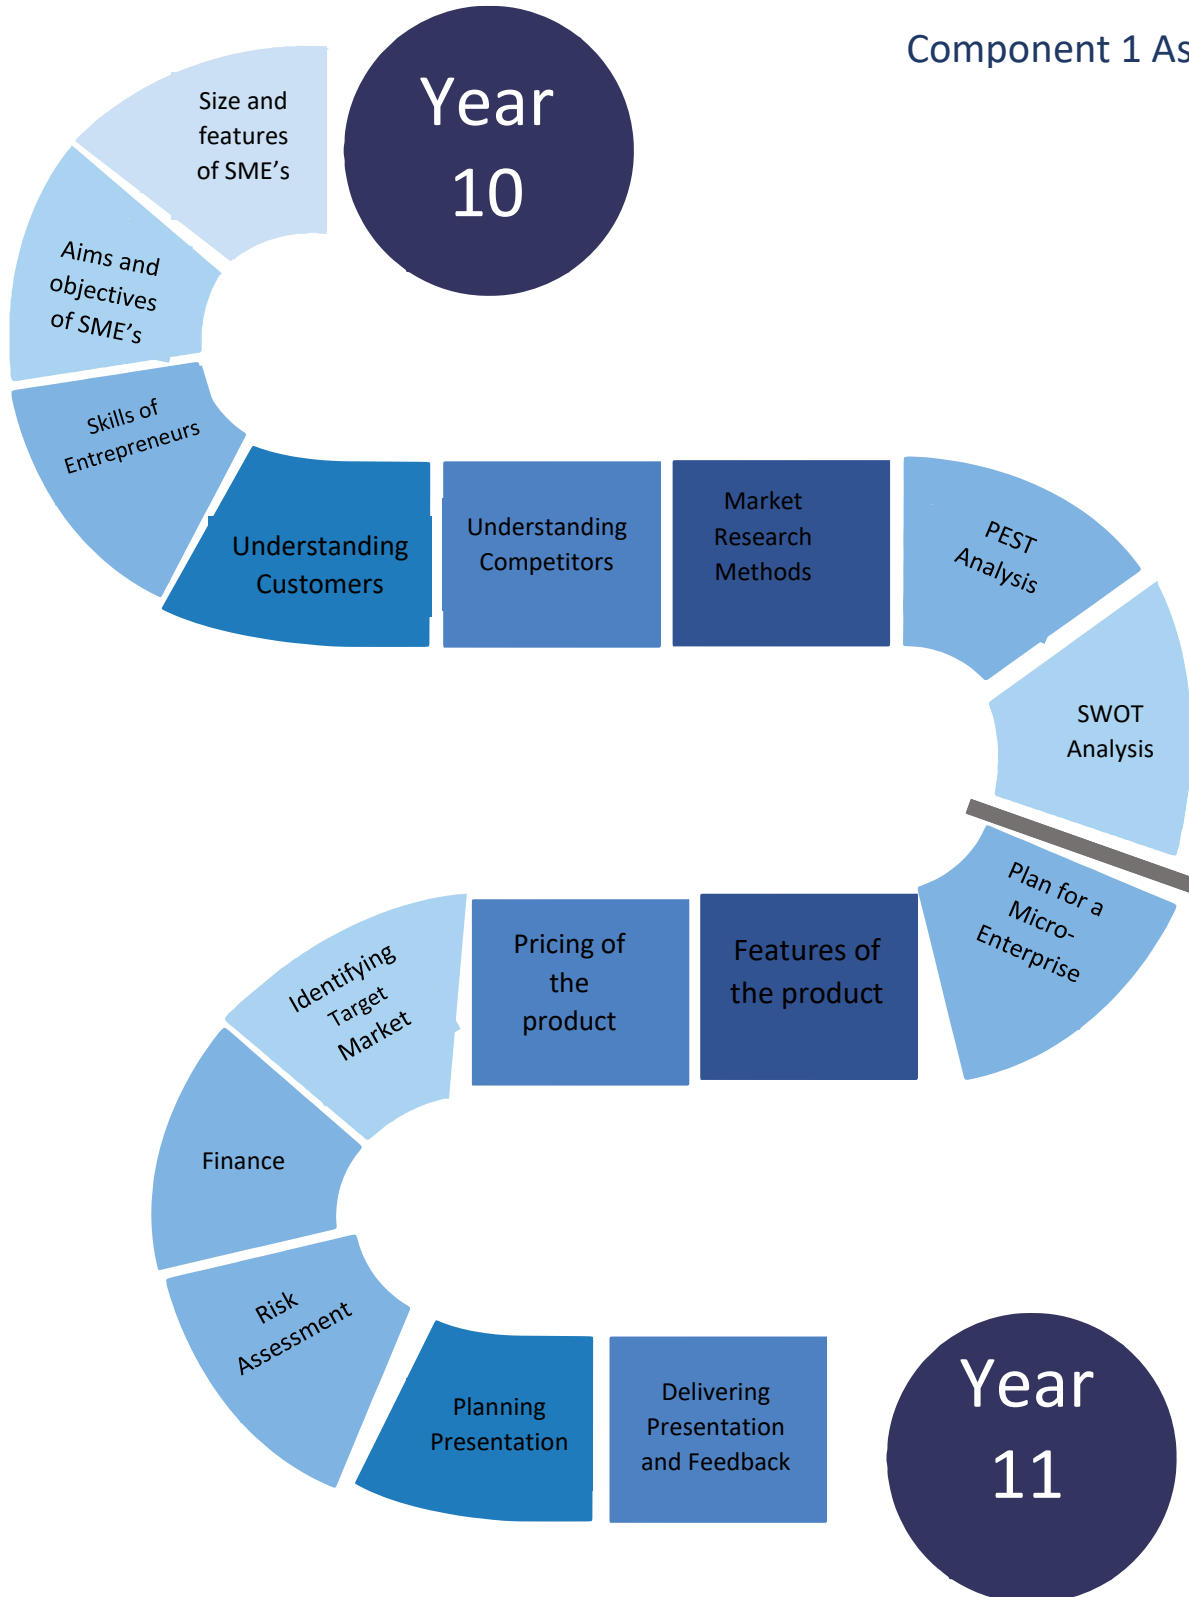 Component 1 As
Year
10
Size and
features
of SME's
Aims and
objectives
of SME's
Skills of
Entrepreneurs
Understanding
Customers
Understanding
Competitors
Market
Research
Methods
PEST
Analysis
SWOT
Analysis
Plan for a
Micro-
Enterprise
Features of
the product
Pricing of
the
product
Identifying
Target
Market
Finance
Risk
Assessment
Planning
Presentation
Delivering
Presentation
and Feedback
Year
11